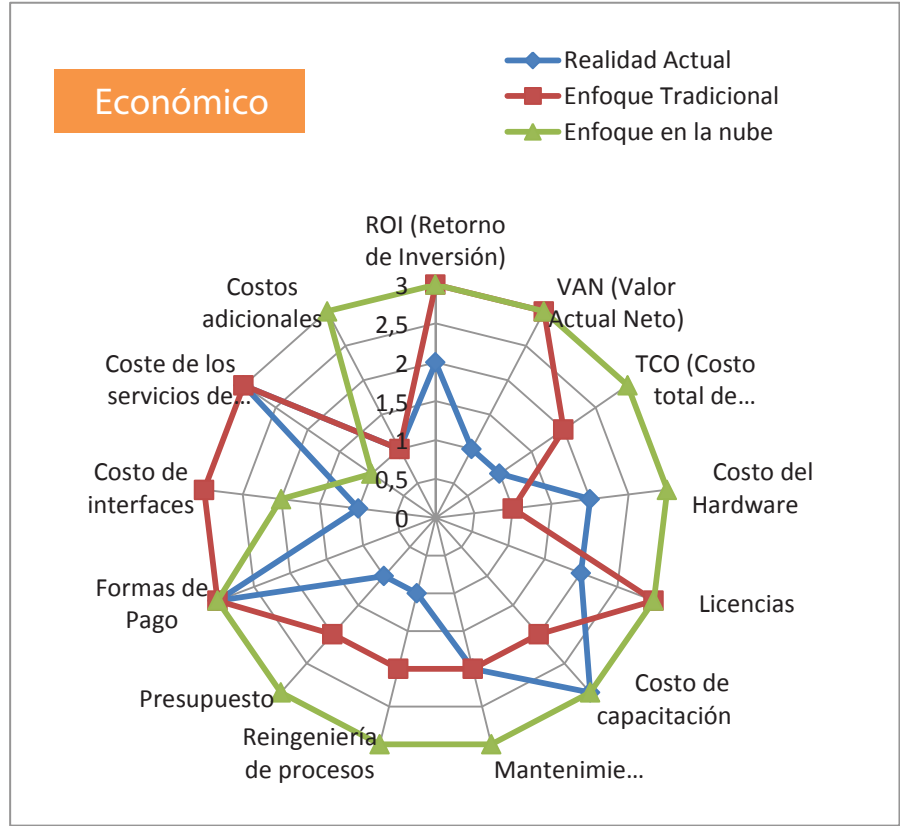 Económico
Realidad Actual
Enfoque Tradicional
Enfoque en la nube
ROI (Retorno
de Inversión)
VAN (Valor
Actual Neto)
TCO (Costo
total de...
Costo del
Hardware
Licencias
Costo de
capacitación
Mantenimie...
Reingeniería
de procesos
Presupuesto
Formas de
Pago
Costo de
interfaces
Coste de los
servicios de...
Costos
adicionales
3
2,5
2
1,5
1
0,5
0